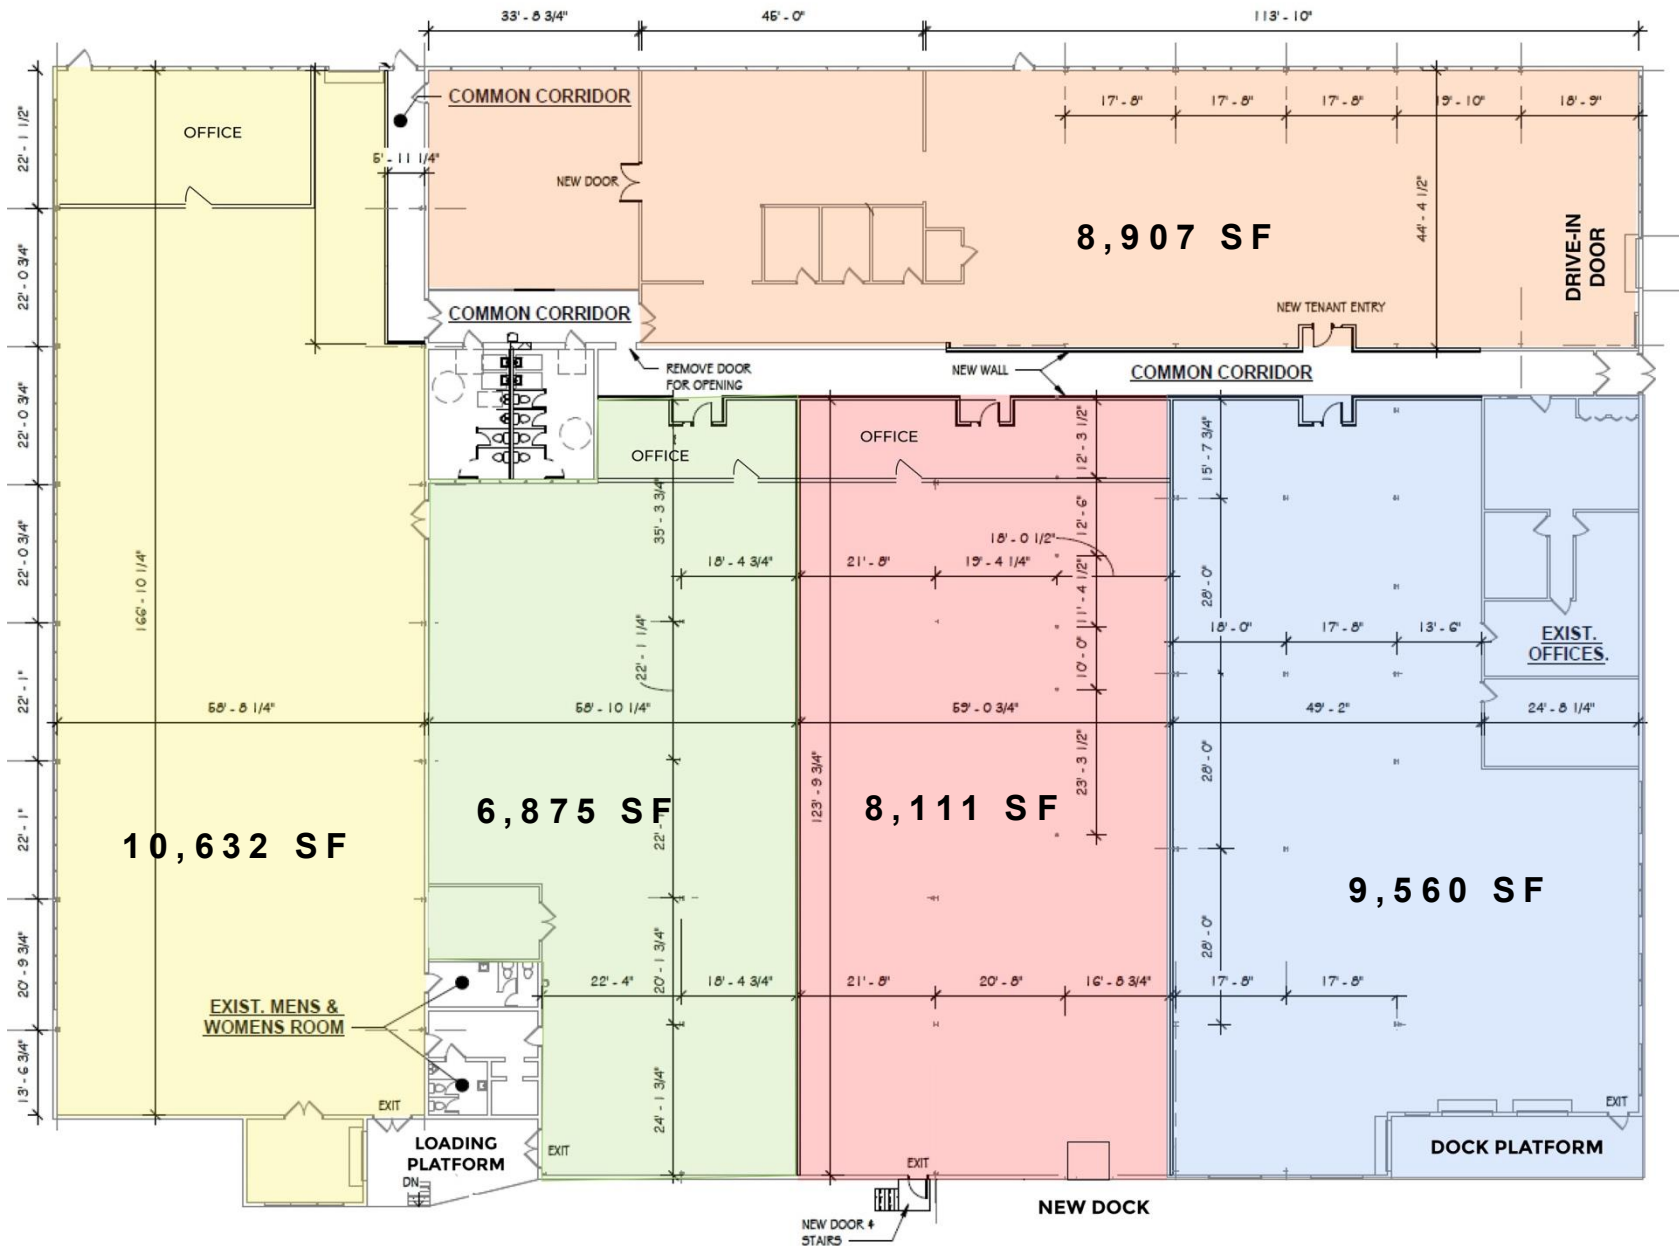 33'- 8 3/4"
45'- 0"
113'- 10"
COMMON CORRIDOR
OFFICE
17'- 8"
17'- 8"
17'- 8"
19'- 10"
18'- 9"
22'- 1 1/2"
5'- 11 1/4"
NEW DOOR
44'- 4 1/2"
8,907 SF
DRIVE-IN
DOOR
22'- 0 3/4"
COMMON CORRIDOR
NEW TENANT ENTRY
REMOVE DOOR
FOR OPENING
NEW WALL
COMMON CORRIDOR
22'- 0 3/4"
OFFICE
OFFICE
12'- 3 1/2"
15'- 7 3/4"
35'- 3 3/4"
12'- 6"
22'- 0 3/4"
18'- 0 1/2"
166'- 10 1/4"
18'- 4 3/4"
21'- 8"
19'- 4 1/4"
11'- 4 1/2"
28'- 0"
22'- 1 1/4"
10'- 0"
18'- 0"
17'- 8"
13'- 6"
EXIST.
OFFICES.
22'- 1"
58'- 8 1/4"
58'- 10 1/4"
59'- 0 3/4"
49'- 2"
24'- 8 1/4"
123'- 9 3/4"
23'- 3 1/2"
28'- 0"
22'- 1"
10,632 SF
6,875 SF
22'- 1"
8,111 SF
9,560 SF
20'- 9 3/4"
20'- 1 3/4"
28'- 0"
22'- 4"
18'- 4 3/4"
21'- 8"
20'- 8"
16'- 8 3/4"
17'- 8"
17'- 8"
EXIST. MENS &
WOMENS ROOM
13'- 6 3/4"
24'- 1 3/4"
EXIT
EXIT
LOADING
PLATFORM
DN
EXIT
EXIT
DOCK PLATFORM
NEW DOCK
NEW DOOR &
STAIRS